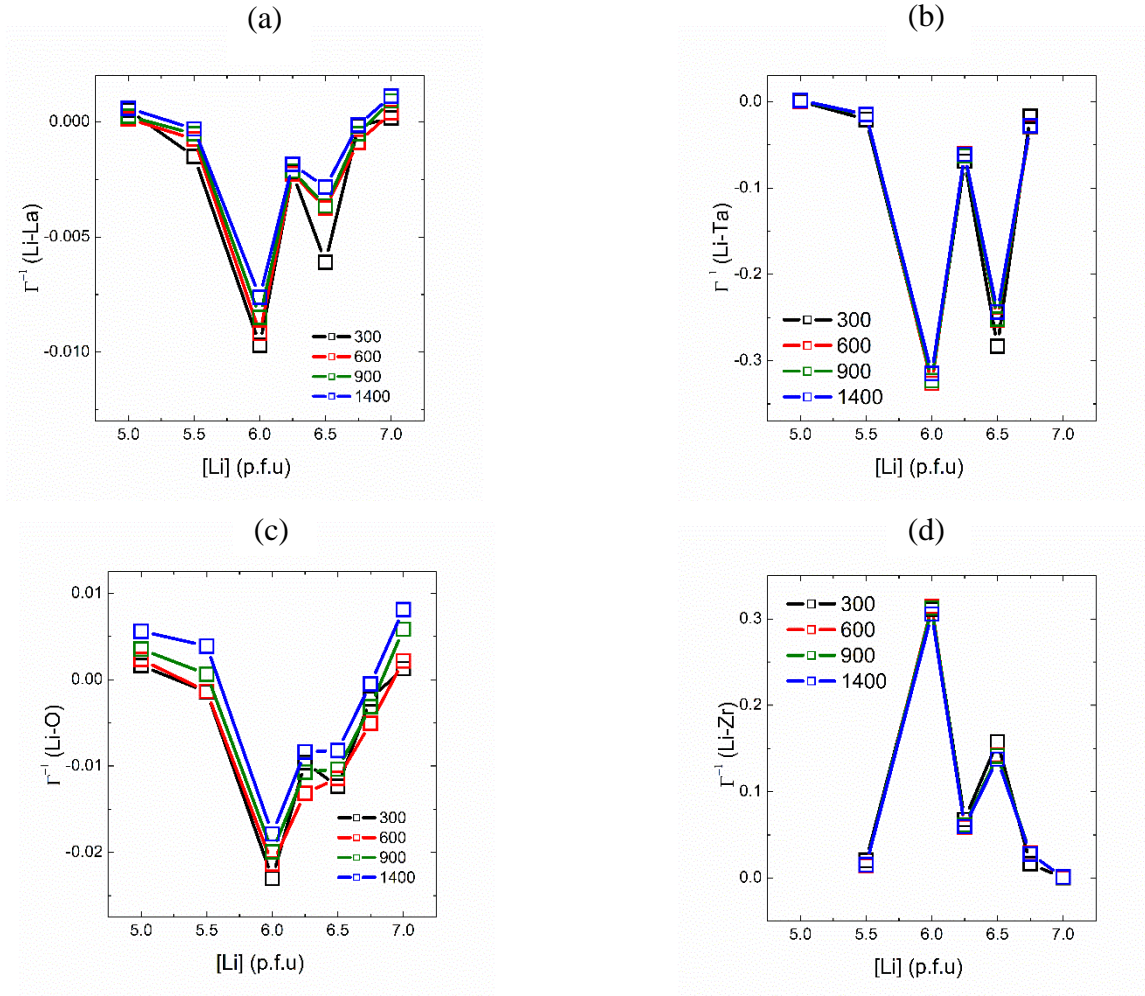 (a)
0.000
-0.005
-0.010
Γ⁻¹ (Li-La)
300
600
900
1400
5.0 5.5 6.0 6.5 7.0
[Li] (p.f.u)
(b)
0.0
-0.1
-0.2
-0.3
Γ⁻¹ (Li-Ta)
300
600
900
1400
5.0 5.5 6.0 6.5 7.0
[Li] (p.f.u)
(c)
0.01
0.00
-0.01
-0.02
Γ⁻¹ (Li-O)
300
600
900
1400
5.0 5.5 6.0 6.5 7.0
[Li] (p.f.u)
(d)
0.3
0.2
0.1
0.0
Γ⁻¹ (Li-Zr)
300
600
900
1400
5.0 5.5 6.0 6.5 7.0
[Li] (p.f.u)